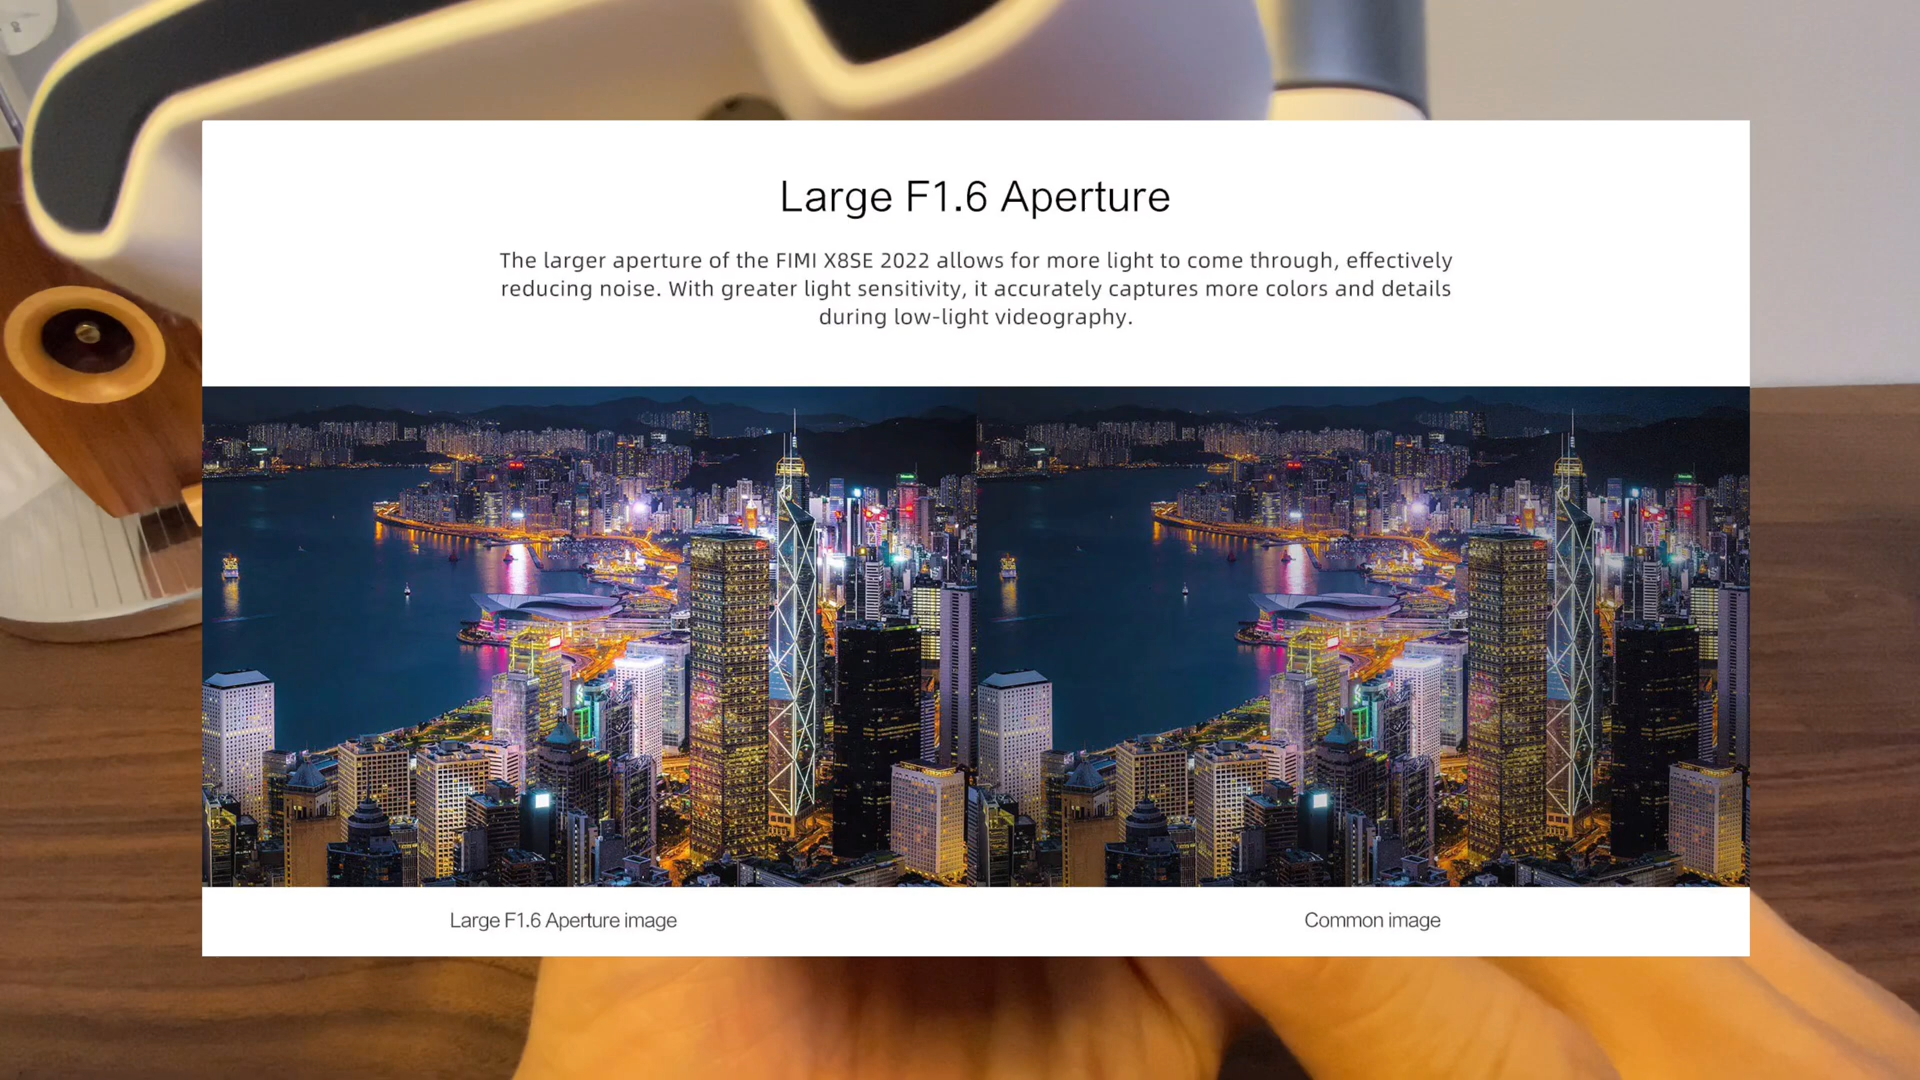 Large F1.6 Aperture
The larger aperture of the FIMI X8SE 2022 allows for more light to come through, effectively
reducing noise. With greater light sensitivity, it accurately captures more colors and details
during low-light videography.
Large F1.6 Aperture image
Common image